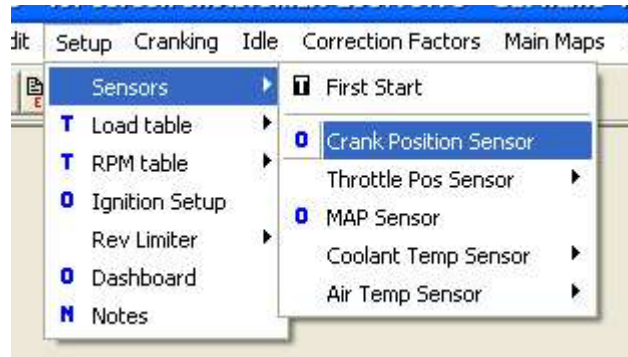 Setup Cranking Idle Correction Factors Main Maps
Sensors
T Load table
T RPM table
O Ignition Setup
Rev Limiter
O Dashboard
N Notes
T First Start
O Crank Position Sensor
Throttle Pos Sensor
O MAP Sensor
Coolant Temp Sensor
Air Temp Sensor